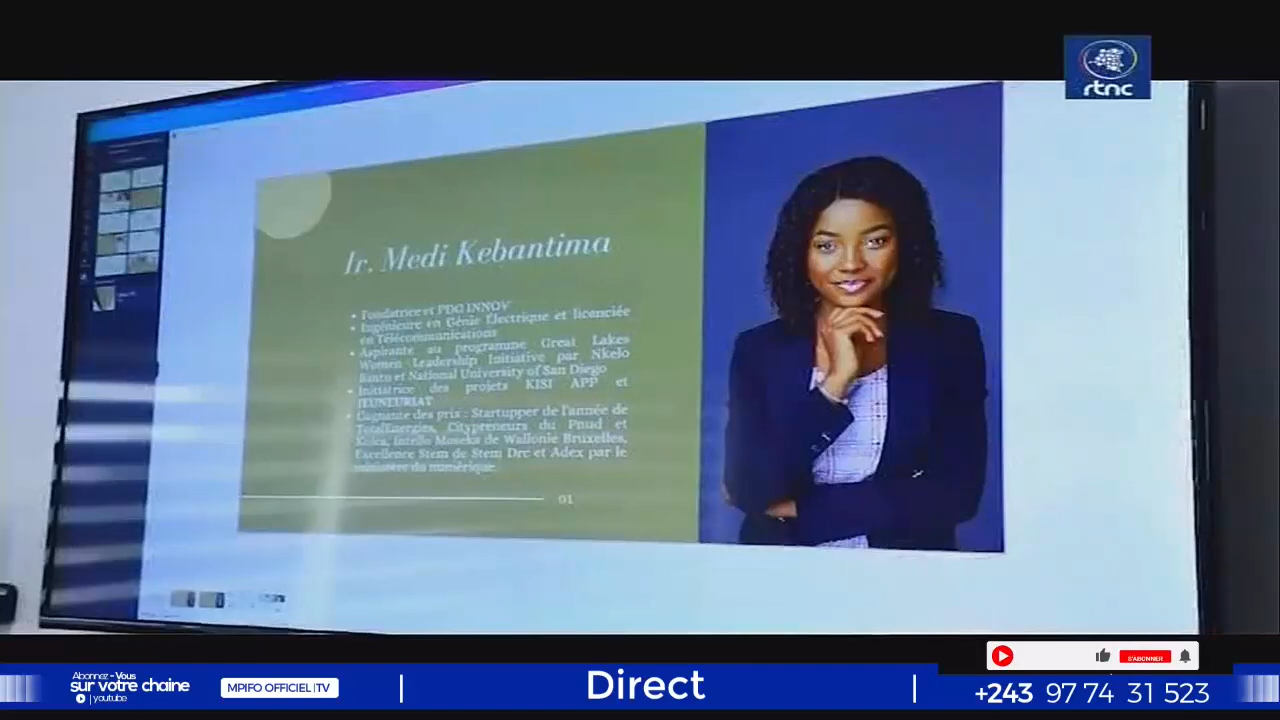 rtnc
Ir. Medi Kebantima
• Fondatrice et PDG INNOV
• Ingénieure en Génie Electrique et licenciée
en Télécommunications
• Aspirante au programme Great Lakes
Women Leadership Initiative par Nkelo
Bantu et National University of San Diego
• Initiatrice des projets KISI APP et
JEUNEURIAT
• Gagnante des prix : Startupper de l'année de
TotalEnergies, Citypreneurs du Pnud et
Koica, Intello Moseka de Wallonie Bruxelles,
Excellence Stem de Stem Drc et Adex par le
ministère du numérique.
01
S'ABONNER
Abonnez - Vous
sur votre chaine
| youtube
MPIFO OFFICIEL |TV
Direct
+243 97 74 31 523